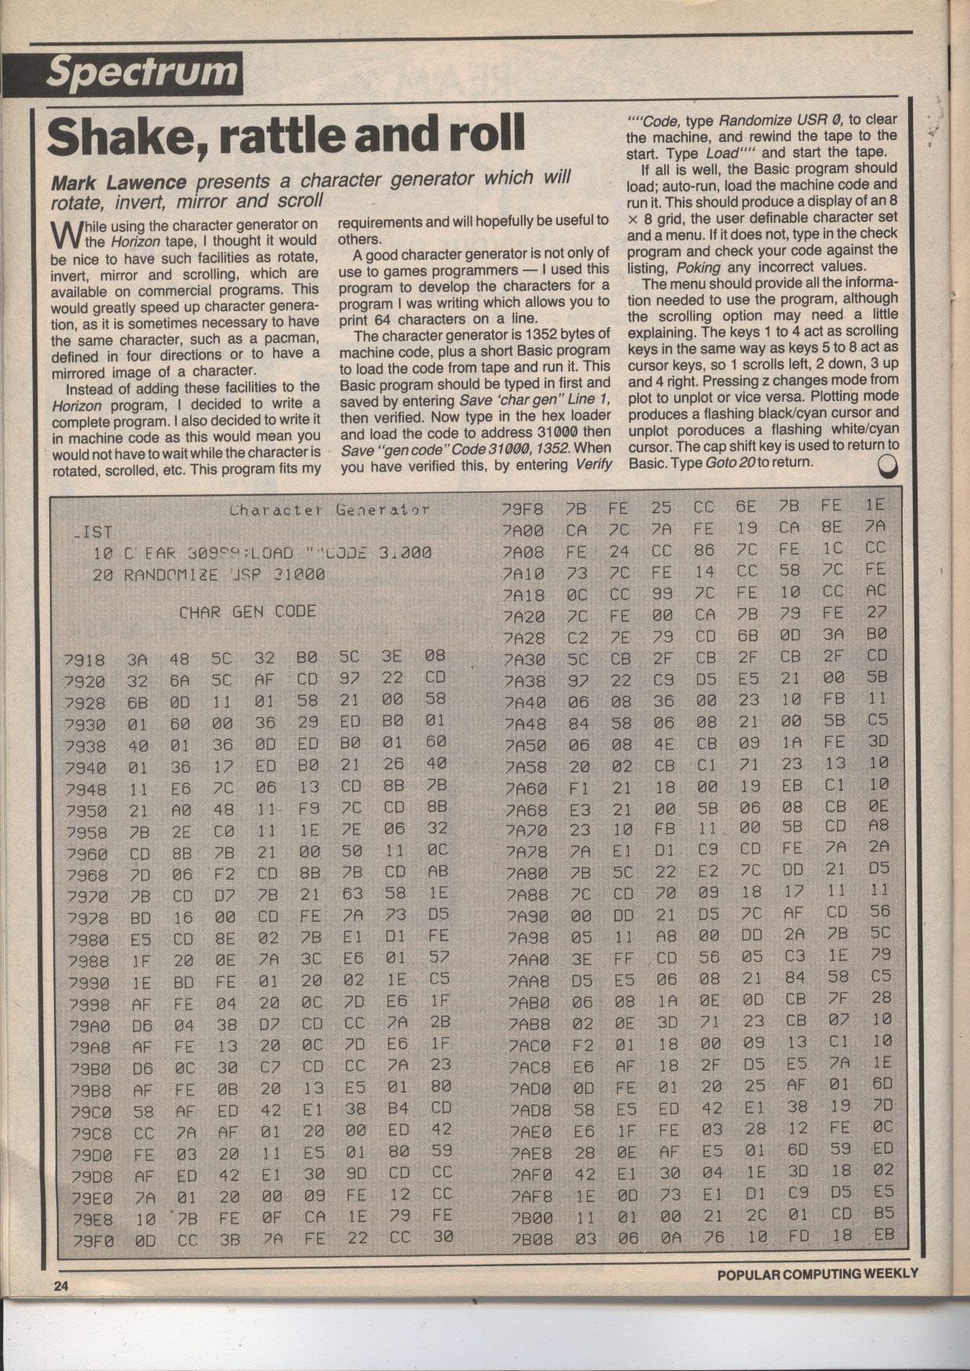 Spectrum
Shake, rattle and roll
Mark Lawence presents a character generator which will
rotate, invert, mirror and scroll
While using the character generator on
the Horizon tape, I thought it would
be nice to have such facilities as rotate,
invert, mirror and scrolling, which are
available on commercial programs. This
would greatly speed up character genera-
tion, as it is sometimes necessary to have
the same character, such as a pacman,
defined in four directions or to have a
mirrored image of a character.
Instead of adding these facilities to the
Horizon program, I decided to write a
complete program. I also decided to write it
in machine code as this would mean you
would not have to wait while the character is
rotated, scrolled, etc. This program fits my
requirements and will hopefully be useful to
others.
A good character generator is not only of
use to games programmers — I used this
program to develop the characters for a
program I was writing which allows you to
print 64 characters on a line.
The character generator is 1352 bytes of
machine code, plus a short Basic program
to load the code from tape and run it. This
Basic program should be typed in first and
saved by entering Save 'char gen" Line 1,
then verified. Now type in the hex loader
and load the code to address 31000 then
Save "gen code" Code 31000, 1352. When
you have verified this, by entering Verify
""Code, type Randomize USR 0, to clear
the machine, and rewind the tape to the
start. Type Load"" and start the tape.
If all is well, the Basic program should
load; auto-run, load the machine code and
run it. This should produce a display of an 8
× 8 grid, the user definable character set
and a menu. If it does not, type in the check
program and check your code against the
listing, Poking any incorrect values.
The menu should provide all the informa-
tion needed to use the program, although
the scrolling option may need a little
explaining. The keys 1 to 4 act as scrolling
keys in the same way as keys 5 to 8 act as
cursor keys, so 1 scrolls left, 2 down, 3 up
and 4 right. Pressing z changes mode from
plot to unplot or vice versa. Plotting mode
produces a flashing black/cyan cursor and
unplot poroduces a flashing white/cyan
cursor. The cap shift key is used to return to
Basic. Type Goto 20 to return.
Character Generator
LIST
10 CLEAR 30999:LOAD ""CODE 31000
20 RANDOMIZE USR 31000
CHAR GEN CODE
7918 3A 48 5C 32 B0 5C 3E 08
7920 32 6A 5C AF CD 97 22 CD
7928 6B 0D 11 01 58 21 00 58
7930 01 60 00 36 29 ED B0 01
7938 40 01 36 0D ED B0 01 60
7940 01 36 17 ED B0 21 26 40
7948 11 E6 7C 06 13 CD 8B 7B
7950 21 A0 48 11 F9 7C CD 8B
7958 7B 2E C0 11 1E 7E 06 32
7960 CD 8B 7B 21 00 50 11 0C
7968 7D 06 F2 CD 8B 7B CD AB
7970 7B CD D7 7B 21 63 58 1E
7978 BD 16 00 CD FE 7A 73 D5
7980 E5 CD 8E 02 7B E1 D1 FE
7988 1F 20 0E 7A 3C E6 01 57
7990 1E BD FE 01 20 02 1E C5
7998 AF FE 04 20 0C 7D E6 1F
79A0 D6 04 38 D7 CD CC 7A 2B
79A8 AF FE 13 20 0C 7D E6 1F
79B0 D6 0C 30 C7 CD CC 7A 23
79B8 AF FE 0B 20 13 E5 01 80
79C0 58 AF ED 42 E1 38 B4 CD
79C8 CC 7A AF 01 20 00 ED 42
79D0 FE 03 20 11 E5 01 80 59
79D8 AF ED 42 E1 30 9D CD CC
79E0 7A 01 20 00 09 FE 12 CC
79E8 10 7B FE 0F CA 1E 79 FE
79F0 0D CC 3B 7A FE 22 CC 30
79F8 7B FE 25 CC 6E 7B FE 1E
7A00 CA 7C 7A FE 19 CA 8E 7A
7A08 FE 24 CC 86 7C FE 1C CC
7A10 73 7C FE 14 CC 58 7C FE
7A18 0C CC 99 7C FE 10 CC AC
7A20 7C FE 00 CA 7B 79 FE 27
7A28 C2 7E 79 CD 6B 0D 3A B0
7A30 5C CB 2F CB 2F CB 2F CD
7A38 97 22 C9 D5 E5 21 00 5B
7A40 06 08 36 00 23 10 FB 11
7A48 84 58 06 08 21 00 5B C5
7A50 06 08 4E CB 09 1A FE 3D
7A58 20 02 CB C1 71 23 13 10
7A60 F1 21 18 00 19 EB C1 10
7A68 E3 21 00 5B 06 08 CB 0E
7A70 23 10 FB 11 00 5B CD A8
7A78 7A E1 D1 C9 CD FE 7A 2A
7A80 7B 5C 22 E2 7C DD 21 D5
7A88 7C CD 70 09 18 17 11 11
7A90 00 DD 21 D5 7C AF CD 56
7A98 05 11 A8 00 DD 2A 7B 5C
7AA0 3E FF CD 56 05 C3 1E 79
7AA8 D5 E5 06 08 21 84 58 C5
7AB0 06 08 1A 0E 0D CB 7F 28
7AB8 02 0E 3D 71 23 CB 07 10
7AC0 F2 01 18 00 09 13 C1 10
7AC8 E6 AF 18 2F D5 E5 7A 1E
7AD0 0D FE 01 20 25 AF 01 6D
7AD8 58 E5 ED 42 E1 38 19 7D
7AE0 E6 1F FE 03 28 12 FE 0C
7AE8 28 0E AF E5 01 6D 59 ED
7AF0 42 E1 30 04 1E 3D 18 02
7AF8 1E 0D 73 E1 D1 C9 D5 E5
7B00 11 01 00 21 2C 01 CD B5
7B08 03 06 0A 76 10 FD 18 EB
24
POPULAR COMPUTING WEEKLY